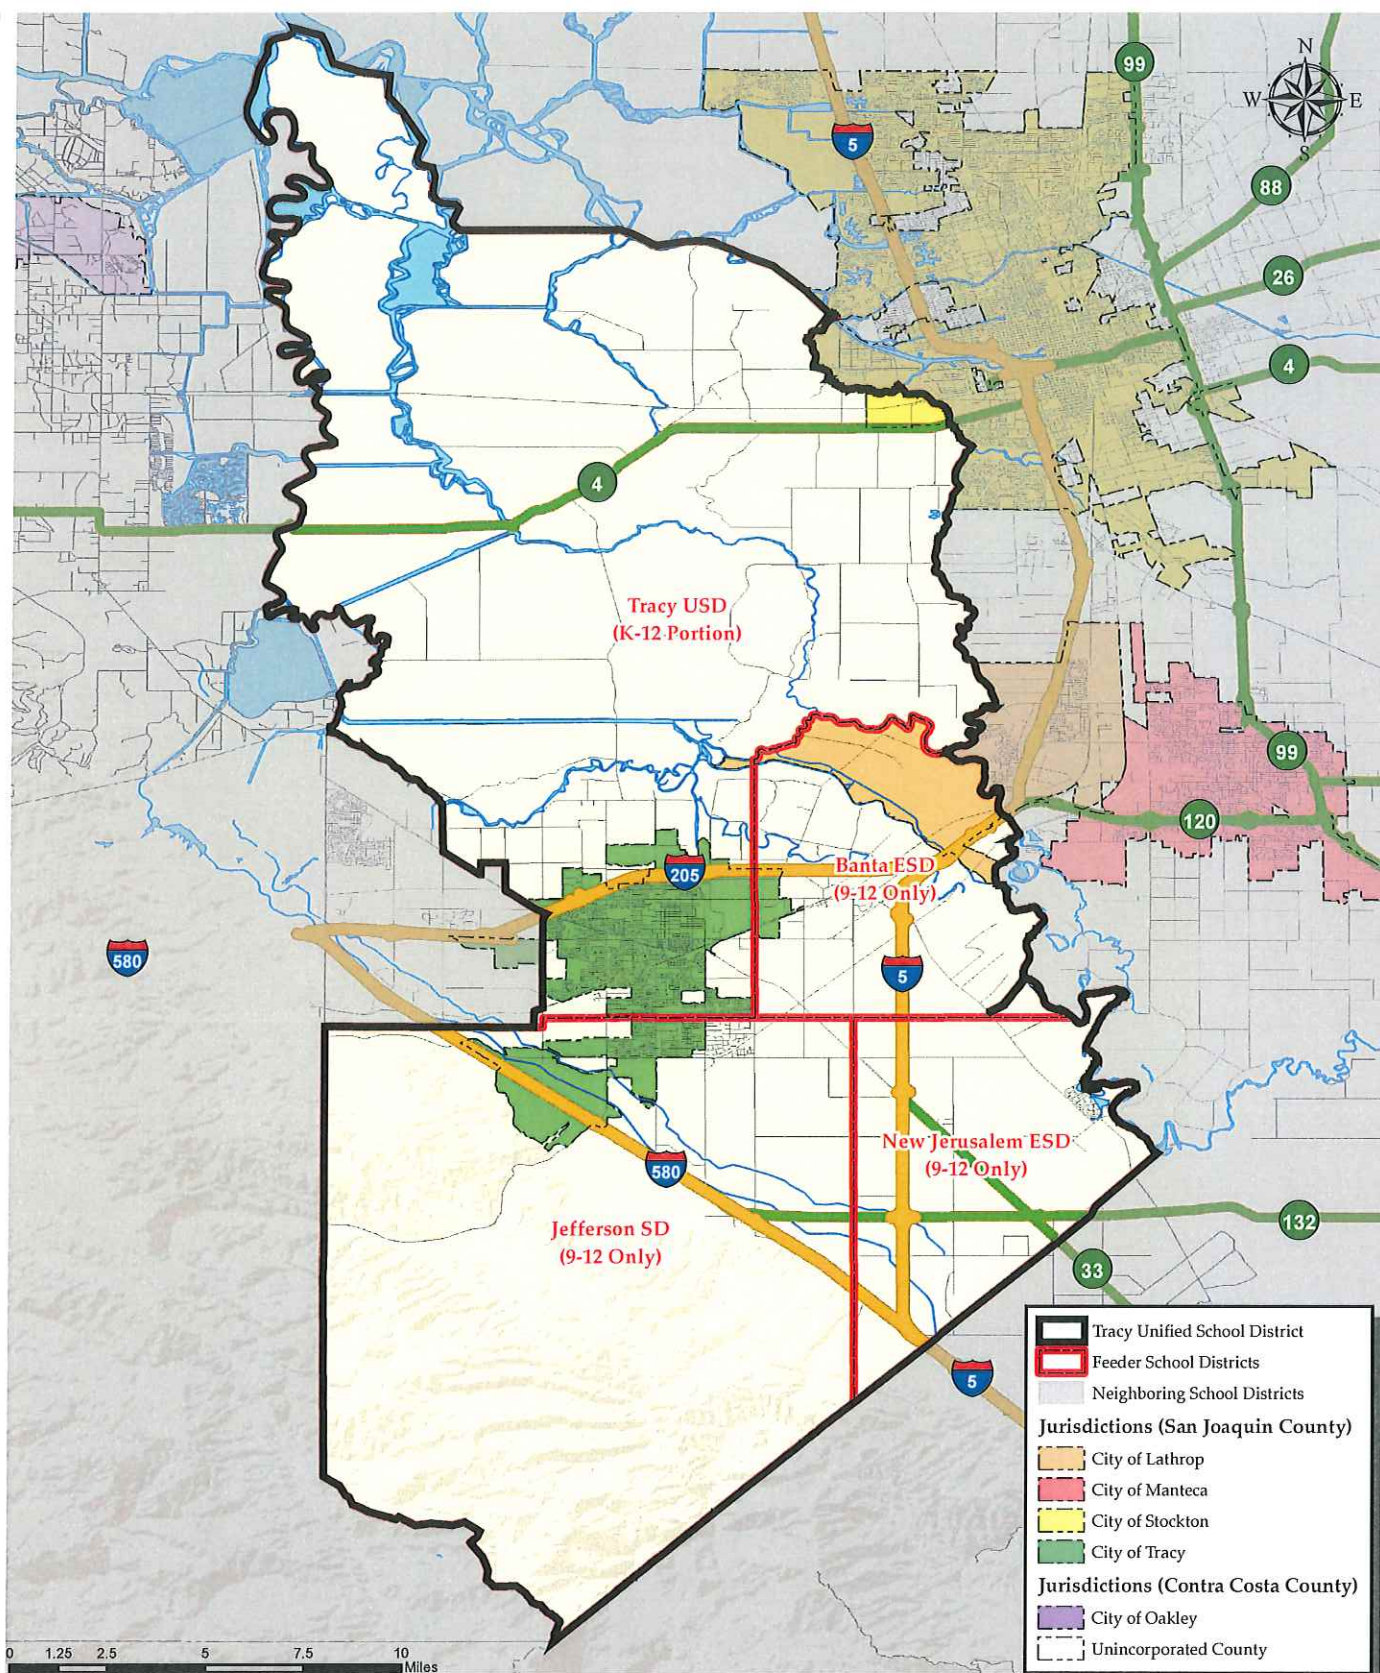 99
N
W
E
S
5
88
26
4
4
Tracy USD
(K-12 Portion)
99
120
205
Banta ESD
(9-12 Only)
580
5
580
New Jerusalem ESD
(9-12 Only)
Jefferson SD
(9-12 Only)
132
33
5
Tracy Unified School District
Feeder School Districts
Neighboring School Districts
Jurisdictions (San Joaquin County)
City of Lathrop
City of Manteca
City of Stockton
City of Tracy
Jurisdictions (Contra Costa County)
City of Oakley
Unincorporated County
0 1.25 2.5 5 7.5 10
Miles